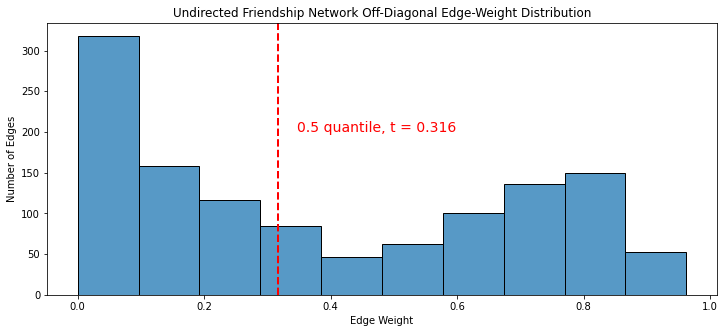 Undirected Friendship Network Off-Diagonal Edge-Weight Distribution
300
250
200
150
100
50
0
Number of Edges
0.5 quantile, t = 0.316
0.0 0.2 0.4 0.6 0.8 1.0
Edge Weight